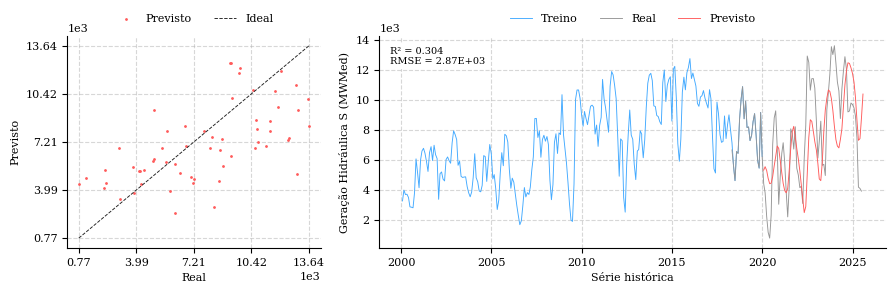 Previsto Ideal
1e3
13.64
10.42
7.21
3.99
0.77
Previsto
0.77 3.99 7.21 10.42 13.64
1e3
Real
Treino Real Previsto
1e3
R² = 0.304
RMSE = 2.87E+03
14
12
10
8
6
4
2
Geração Hidráulica S (MWMed)
2000 2005 2010 2015 2020 2025
Série histórica